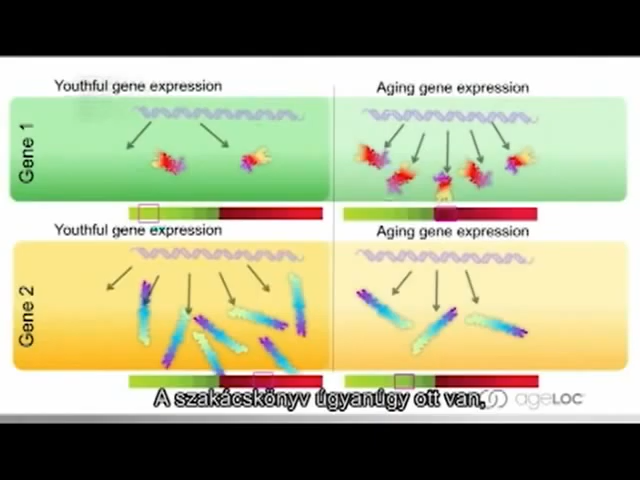 Youthful gene expression
Aging gene expression
Gene 1
Youthful gene expression
Aging gene expression
Gene 2
A szakácskönyv úgyanúgy ott van,
ageLOC